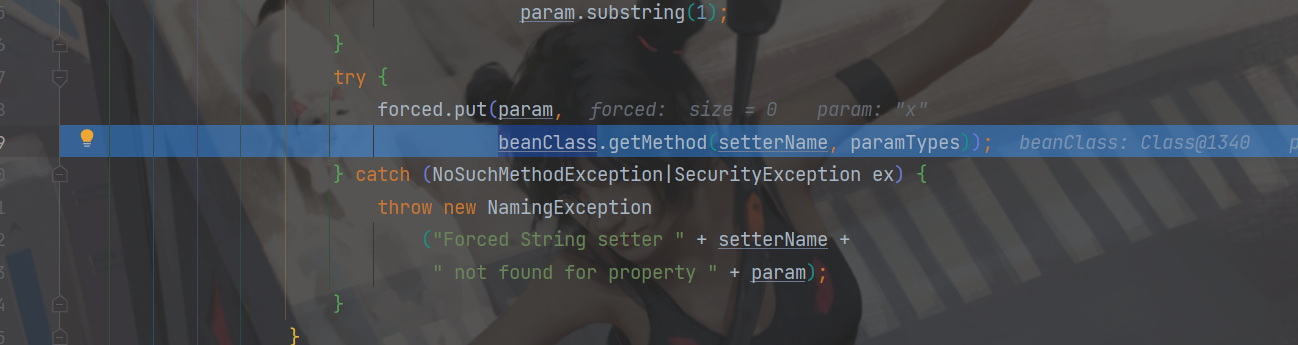 param.substring(1);
}
try {
forced.put(param, forced: size = 0 param: "x"
beanClass.getMethod(setterName, paramTypes)); beanClass: Class@1340 p
} catch (NoSuchMethodException|SecurityException ex) {
throw new NamingException
("Forced String setter " + setterName +
" not found for property " + param);
}
}